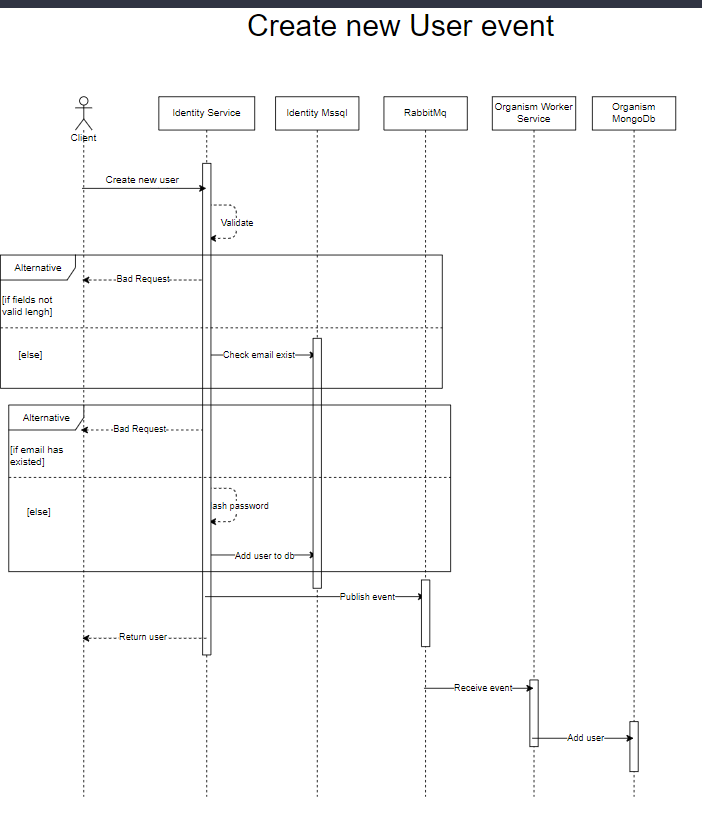 Create new User event
Client
Identity Service
Identity Mssql
RabbitMq
Organism Worker
Service
Organism
MongoDb
Create new user
Validate
Alternative
Bad Request
[if fields not
valid lengh]
[else]
Check email exist
Alternative
Bad Request
[if email has
existed]
[else]
ash password
Add user to db
Publish event
Return user
Receive event
Add user